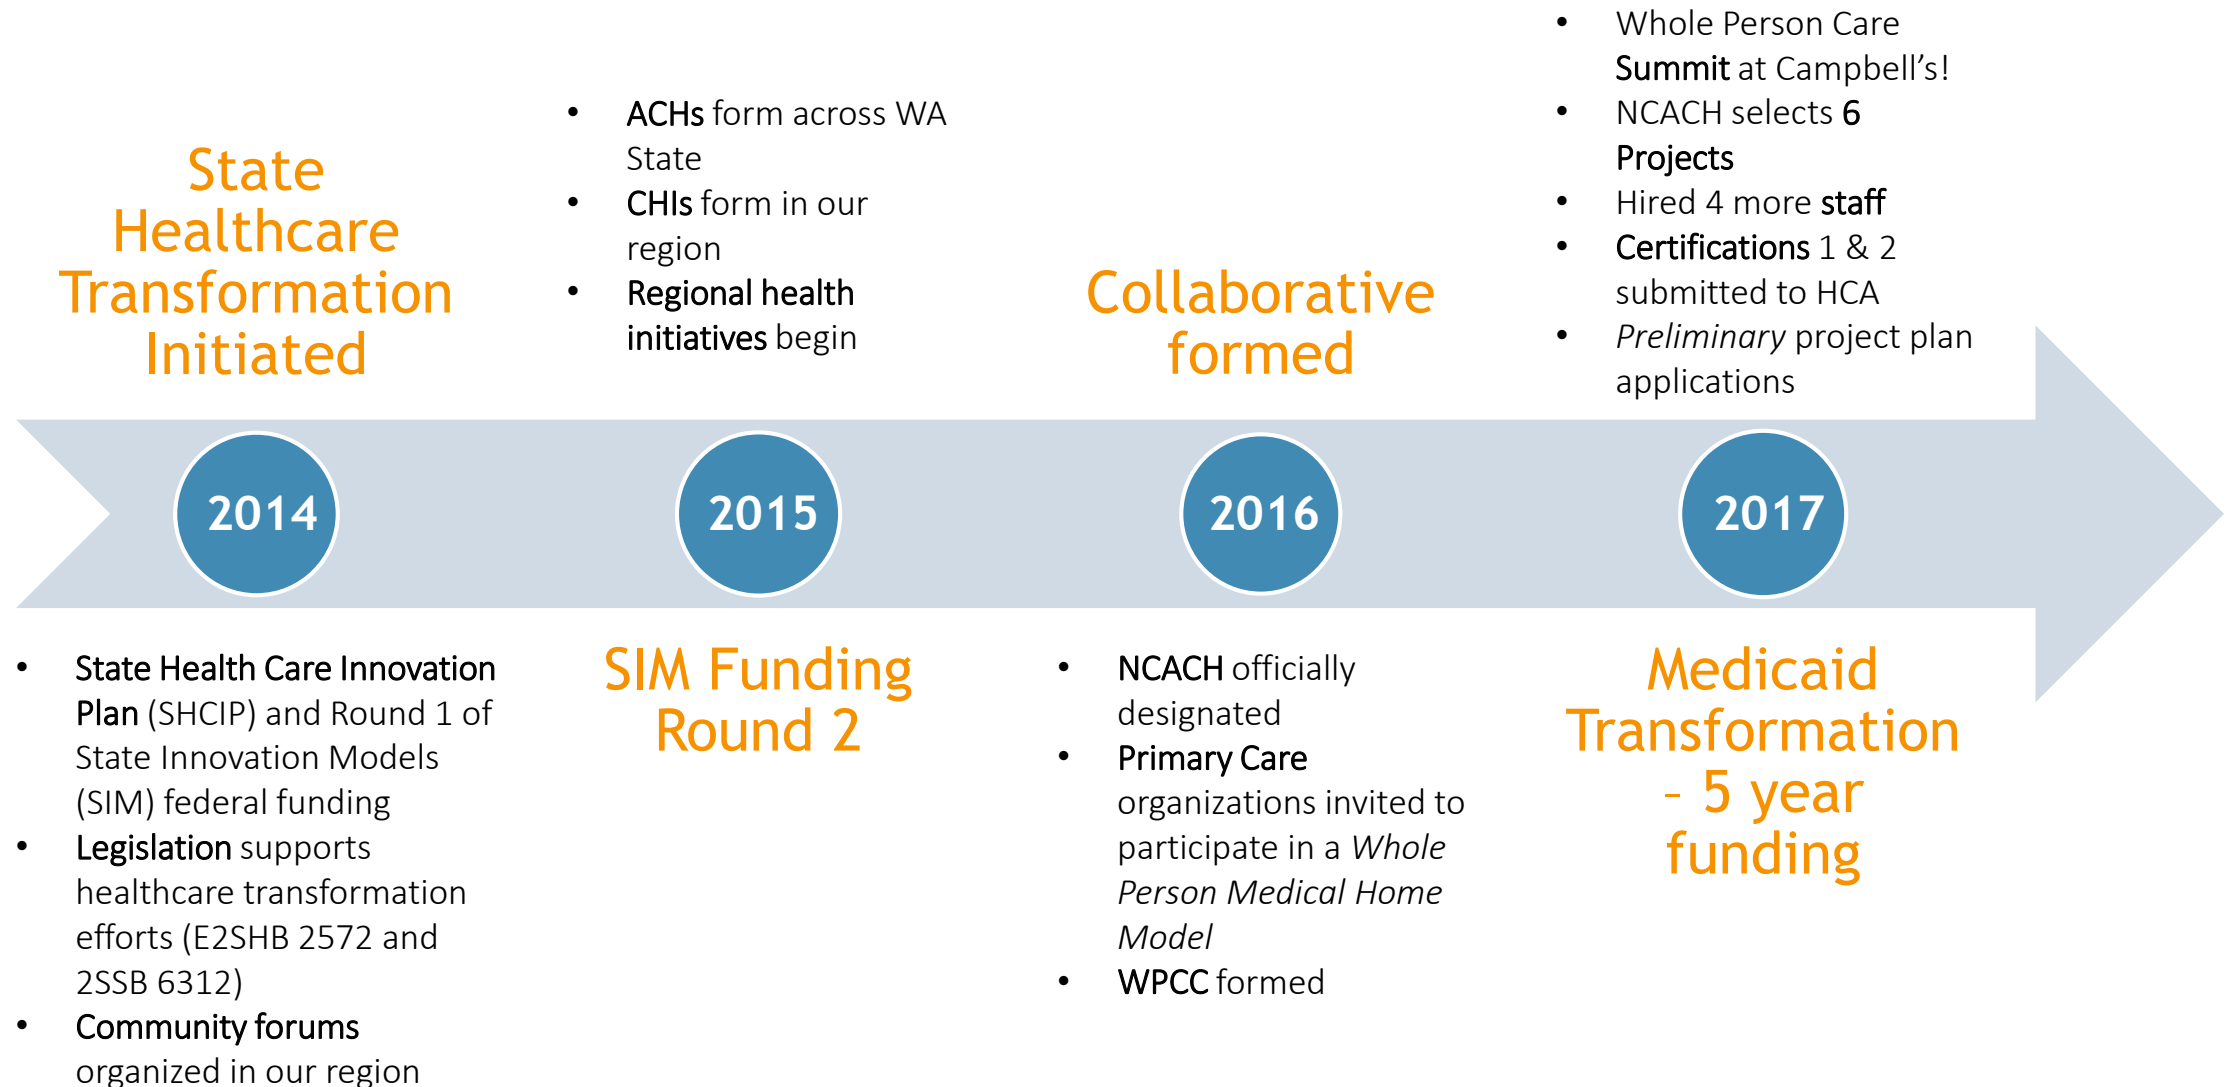 State
Healthcare
Transformation
Initiated
2014
• State Health Care Innovation
Plan (SHCIP) and Round 1 of
State Innovation Models
(SIM) federal funding
• Legislation supports
healthcare transformation
efforts (E2SHB 2572 and
2SSB 6312)
• Community forums
organized in our region
• ACHs form across WA
State
• CHIs form in our
region
• Regional health
initiatives begin
2015
SIM Funding
Round 2
Collaborative
formed
2016
• NCACH officially
designated
• Primary Care
organizations invited to
participate in a Whole
Person Medical Home
Model
• WPCC formed
• Whole Person Care
Summit at Campbell’s!
• NCACH selects 6
Projects
• Hired 4 more staff
• Certifications 1 & 2
submitted to HCA
• Preliminary project plan
applications
2017
Medicaid
Transformation
– 5 year
funding